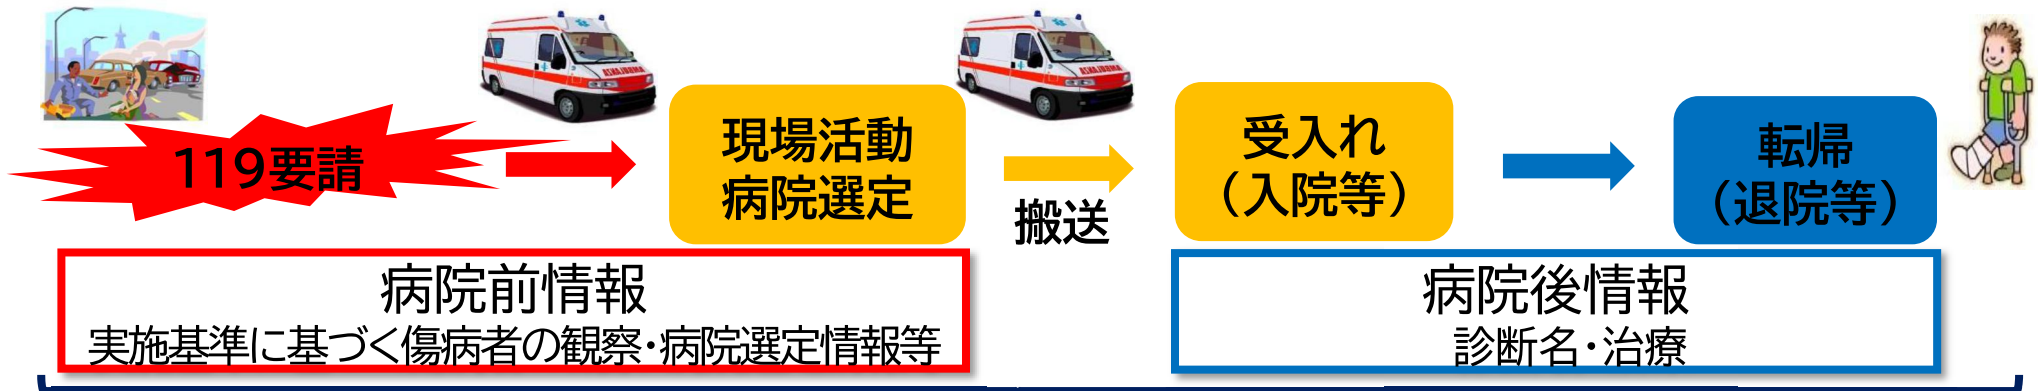 119要請
現場活動
病院選定
搬送
受入れ
(入院等)
転帰
(退院等)
病院前情報
実施基準に基づく傷病者の観察・病院選定情報等
病院後情報
診断名・治療